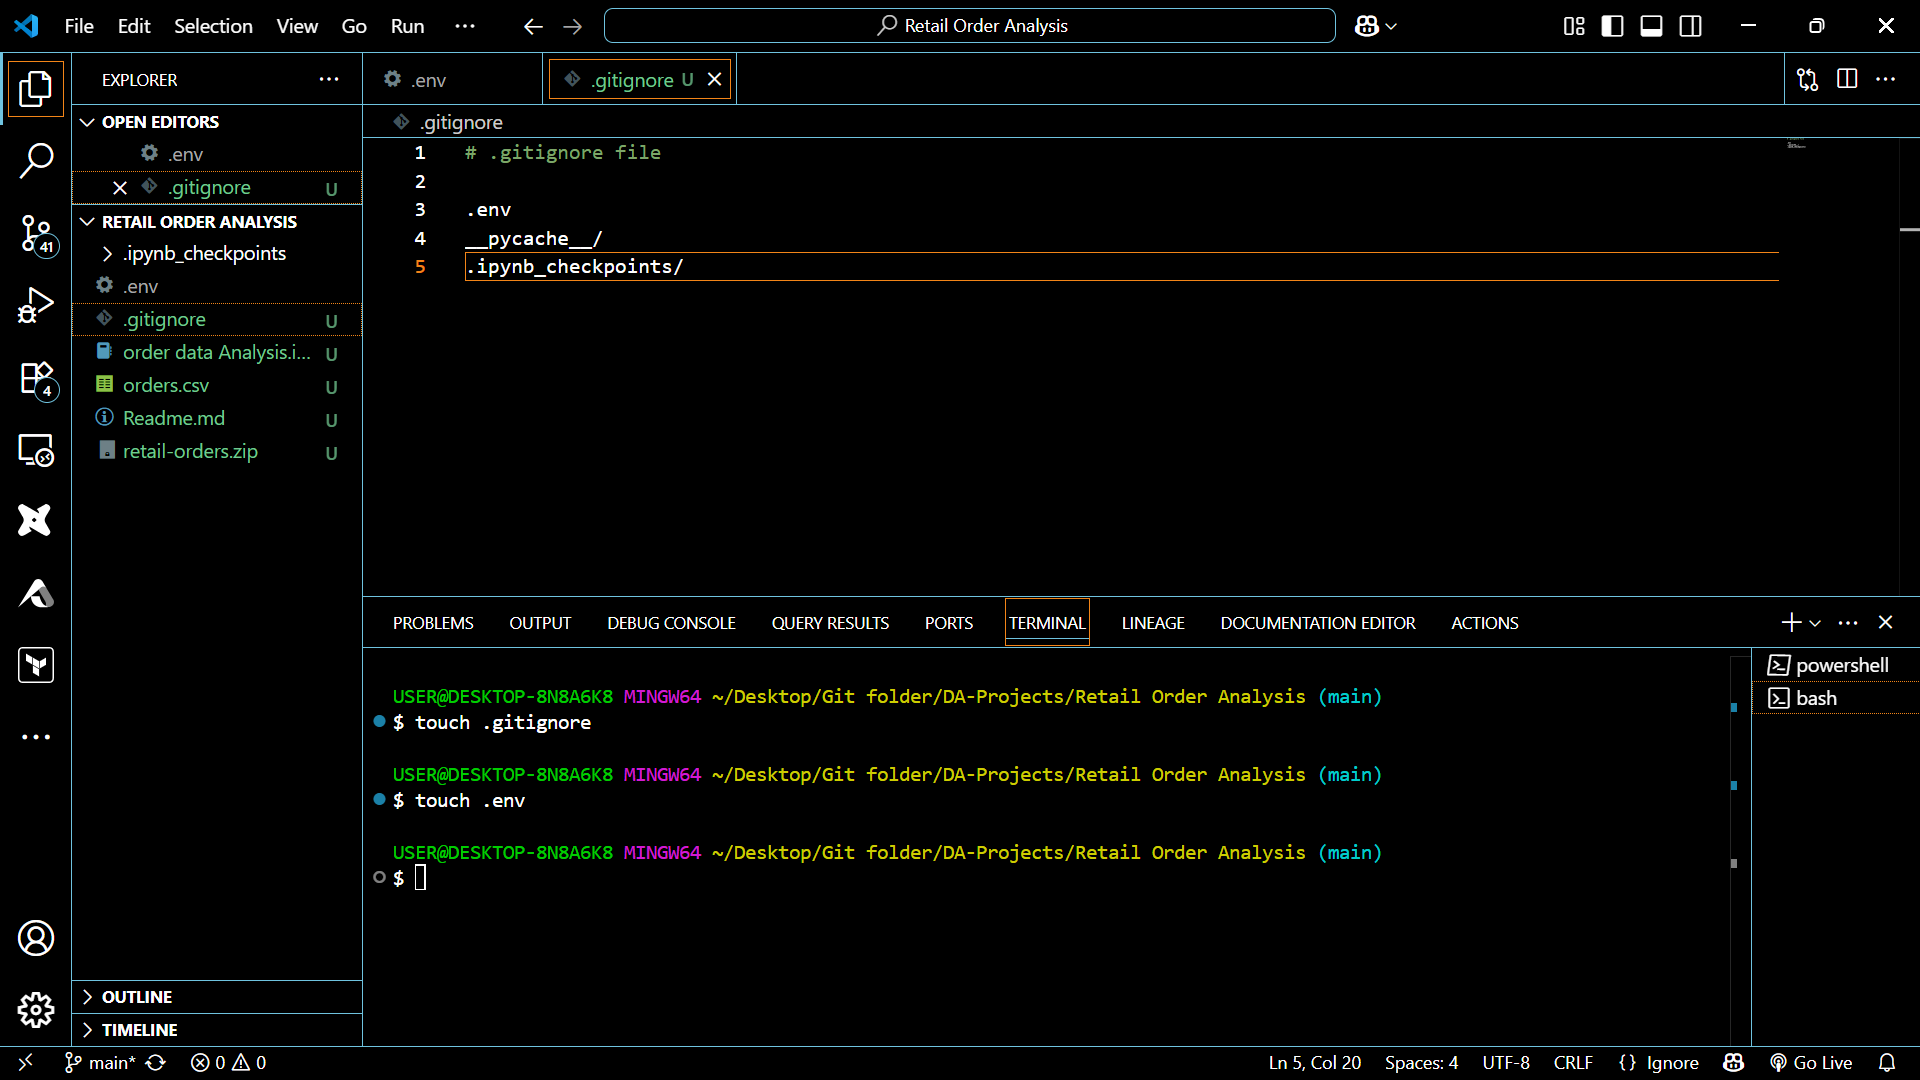 File Edit Selection View Go Run ···
Retail Order Analysis
EXPLORER ···
OPEN EDITORS
.env
.gitignore U
RETAIL ORDER ANALYSIS
.ipynb_checkpoints
.env
.gitignore U
order data Analysis.i... U
orders.csv U
Readme.md U
retail-orders.zip U
41
4
OUTLINE
TIMELINE
.env
.gitignore U
.gitignore
1 # .gitignore file
2
3 .env
4 __pycache__/
5 .ipynb_checkpoints/
PROBLEMS OUTPUT DEBUG CONSOLE QUERY RESULTS PORTS TERMINAL LINEAGE DOCUMENTATION EDITOR ACTIONS
USER@DESKTOP-8N8A6K8 MINGW64 ~/Desktop/Git folder/DA-Projects/Retail Order Analysis (main)
$ touch .gitignore
USER@DESKTOP-8N8A6K8 MINGW64 ~/Desktop/Git folder/DA-Projects/Retail Order Analysis (main)
$ touch .env
USER@DESKTOP-8N8A6K8 MINGW64 ~/Desktop/Git folder/DA-Projects/Retail Order Analysis (main)
$
powershell
bash
main* 0 0 Ln 5, Col 20 Spaces: 4 UTF-8 CRLF {} Ignore Go Live